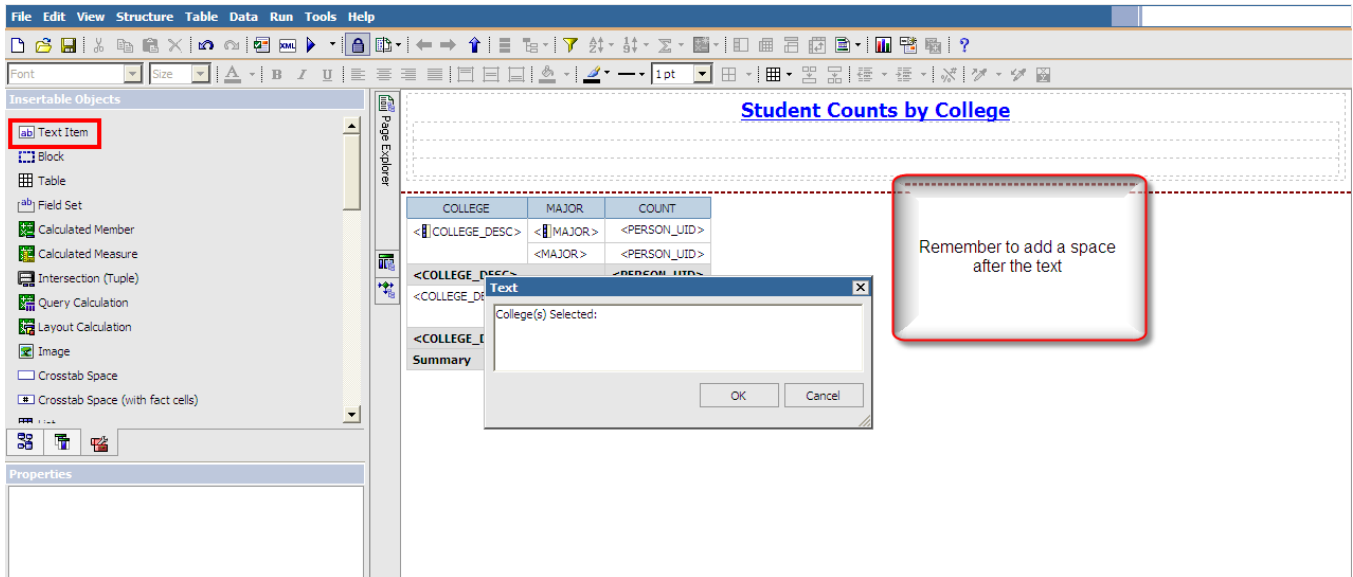 File Edit View Structure Table Data Run Tools Help
Font Size A B I U 1 pt
Insertable Objects
ab Text Item
Block
Table
ab Field Set
Calculated Member
Calculated Measure
Intersection (Tuple)
Query Calculation
Layout Calculation
Image
Crosstab Space
Crosstab Space (with fact cells)
Properties
Page Explorer
Student Counts by College
COLLEGE MAJOR COUNT
<COLLEGE_DESC> <MAJOR> <PERSON_UID>
<MAJOR> <PERSON_UID>
<COLLEGE_DESC> <PERSON_UID>
<COLLEGE_DE
<COLLEGE_D
Summary
Text
College(s) Selected:
OK Cancel
Remember to add a space
after the text